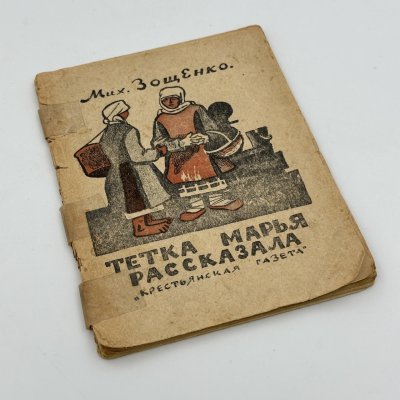 Мих. Зощенко.
ТЕТКА МАРЬЯ
РАССКАЗАЛА
„КРЕСТЬЯНСКАЯ ГАЗЕТА"